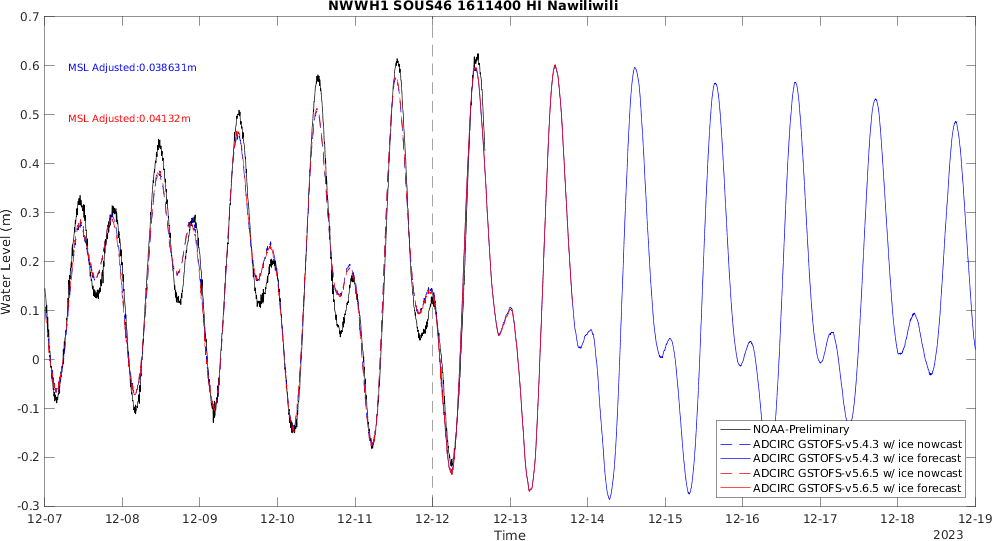 NWWH1 SOUS46 1611400 HI Nawiliwili
0.7
0.6
0.5
0.4
0.3
0.2
0.1
0
-0.1
-0.2
-0.3
Water Level (m)
MSL Adjusted:0.038631m
MSL Adjusted:0.04132m
NOAA-Preliminary
ADCIRC GSTOFS-v5.4.3 w/ ice nowcast
ADCIRC GSTOFS-v5.4.3 w/ ice forecast
ADCIRC GSTOFS-v5.6.5 w/ ice nowcast
ADCIRC GSTOFS-v5.6.5 w/ ice forecast
12-07 12-08 12-09 12-10 12-11 12-12 12-13 12-14 12-15 12-16 12-17 12-18 12-19
Time
2023